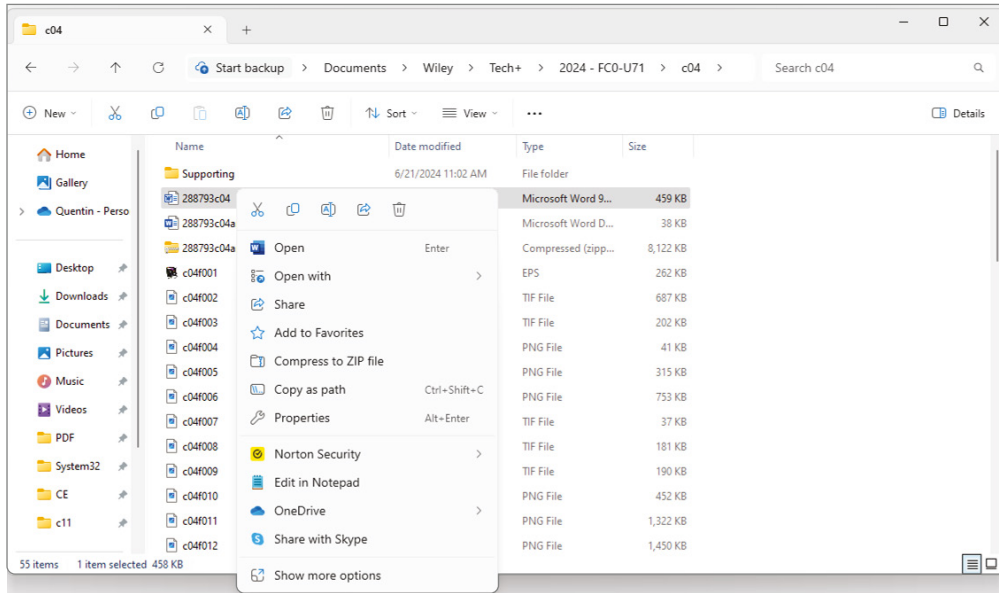 c04
Start backup > Documents > Wiley > Tech+ > 2024 - FC0-U71 > c04 > Search c04
New Sort View ... Details
Home
Gallery
Quentin - Perso
Desktop
Downloads
Documents
Pictures
Music
Videos
PDF
System32
CE
c11
Name Date modified Type Size
Supporting 6/21/2024 11:02 AM File folder
288793c04 Microsoft Word 9... 459 KB
288793c04a Microsoft Word D... 38 KB
288793c04a Compressed (zipp... 8,122 KB
c04f001 EPS 262 KB
c04f002 TIF File 687 KB
c04f003 TIF File 202 KB
c04f004 PNG File 41 KB
c04f005 PNG File 315 KB
c04f006 PNG File 753 KB
c04f007 TIF File 37 KB
c04f008 TIF File 181 KB
c04f009 TIF File 190 KB
c04f010 PNG File 452 KB
c04f011 PNG File 1,322 KB
c04f012 PNG File 1,450 KB
Open Enter
Open with
Share
Add to Favorites
Compress to ZIP file
Copy as path Ctrl+Shift+C
Properties Alt+Enter
Norton Security
Edit in Notepad
OneDrive
Share with Skype
Show more options
55 items 1 item selected 458 KB